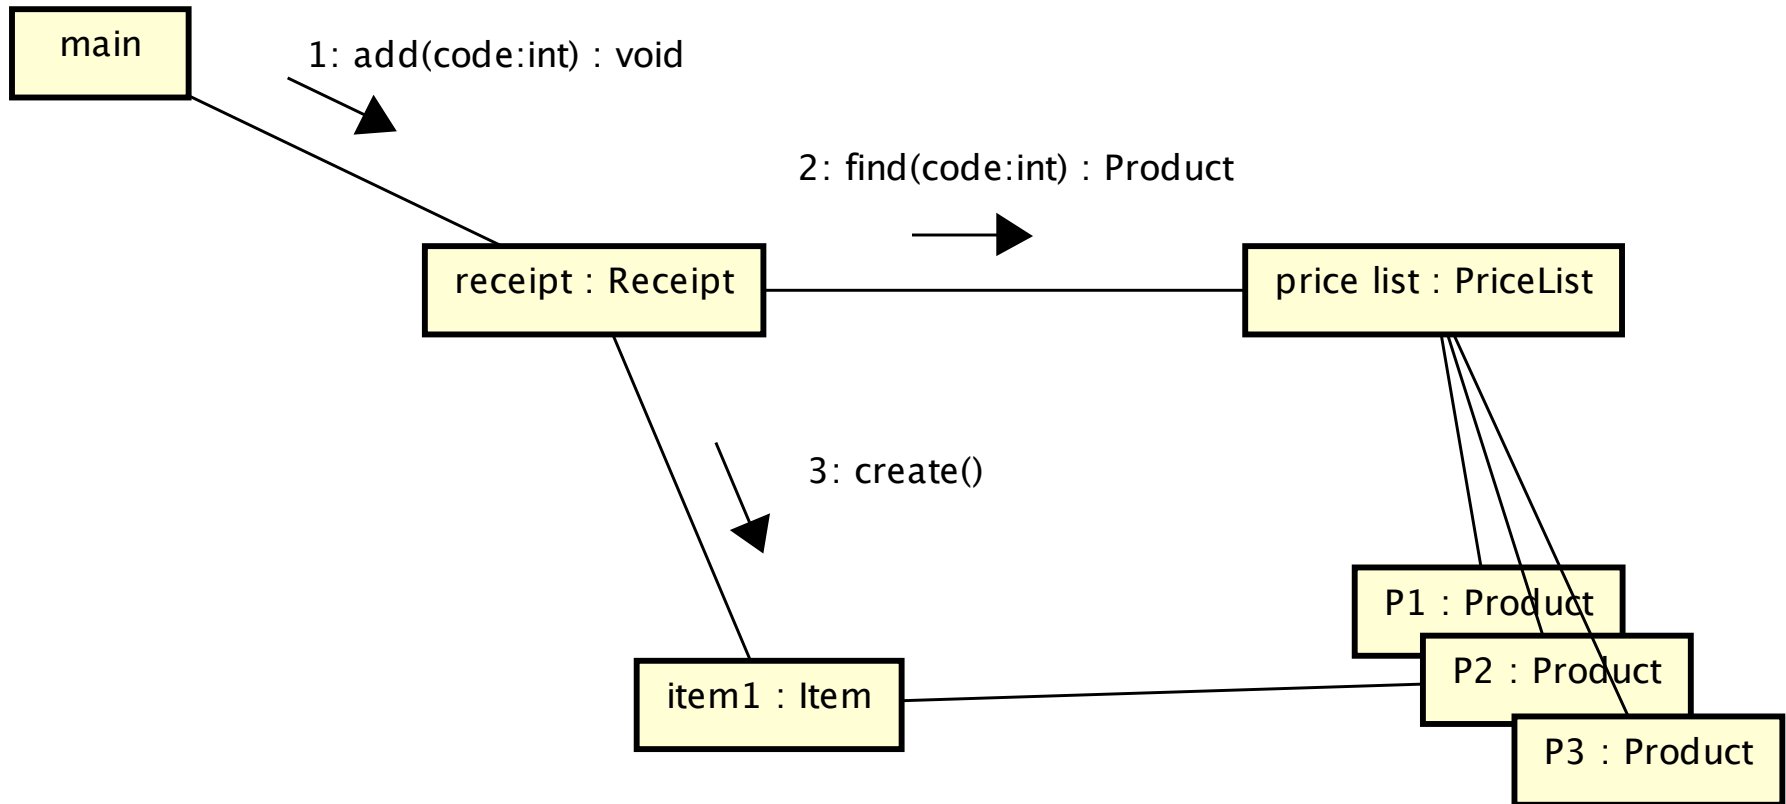 main
1: add(code:int) : void
2: find(code:int) : Product
receipt : Receipt
price list : PriceList
3: create()
P1 : Product
P2 : Product
item1 : Item
P3 : Product